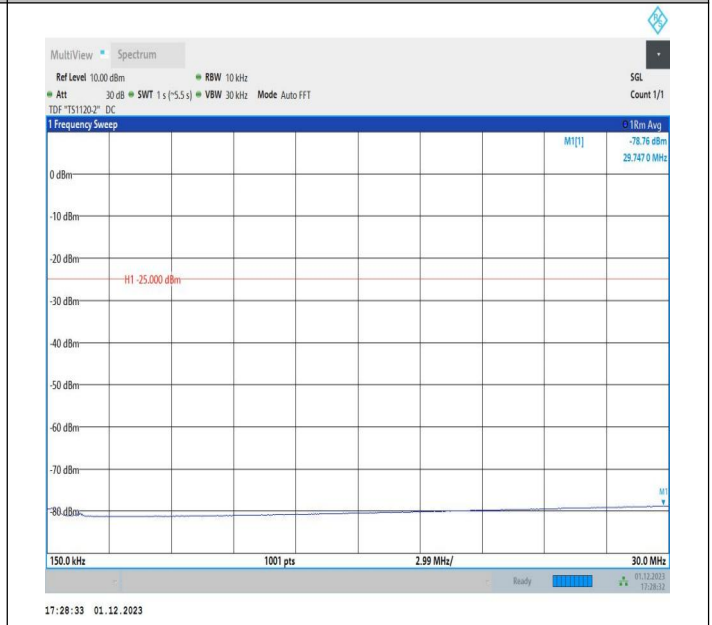 R S
MultiView Spectrum
Ref Level 10.00 dBm RBW 10 kHz SGL
Att 30 dB SWT 1 s (~5.5 s) VBW 30 kHz Mode Auto FFT Count 1/1
TDF "TS1120-2" DC
1 Frequency Sweep 1Rm Avg
M1[1] -78.76 dBm
29.747 0 MHz
0 dBm
-10 dBm
-20 dBm
H1 -25.000 dBm
-30 dBm
-40 dBm
-50 dBm
-60 dBm
-70 dBm
M1
-80 dBm
150.0 kHz 1001 pts 2.99 MHz/ 30.0 MHz
Ready 01.12.2023
17:28:32
17:28:33 01.12.2023